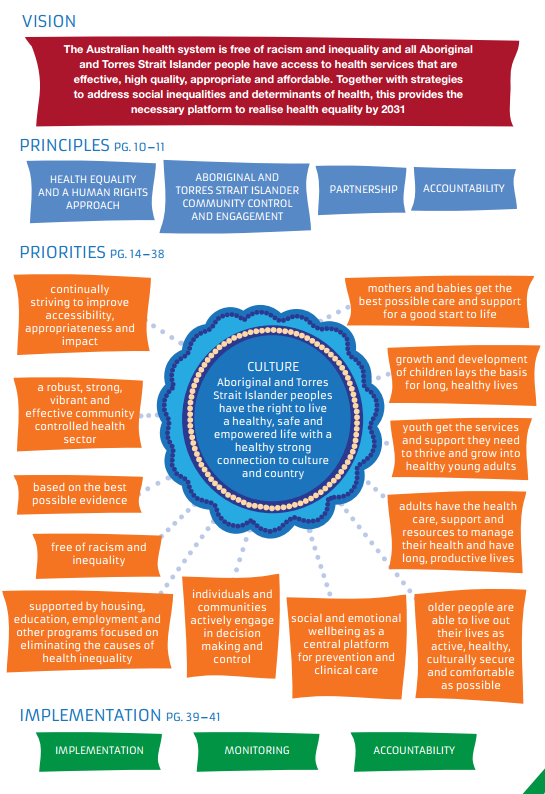 VISION
The Australian health system is free of racism and inequality and all Aboriginal
and Torres Strait Islander people have access to health services that are
effective, high quality, appropriate and affordable. Together with strategies
to address social inequalities and determinants of health, this provides the
necessary platform to realise health equality by 2031
PRINCIPLES PG. 10–11
HEALTH EQUALITY
AND A HUMAN RIGHTS
APPROACH
ABORIGINAL AND
TORRES STRAIT ISLANDER
COMMUNITY CONTROL
AND ENGAGEMENT
PARTNERSHIP
ACCOUNTABILITY
PRIORITIES PG. 14–38
continually
striving to improve
accessibility,
appropriateness and
impact
a robust, strong,
vibrant and
effective community
controlled health
sector
based on the best
possible evidence
free of racism and
inequality
supported by housing,
education, employment and
other programs focused on
eliminating the causes of
health inequality
CULTURE
Aboriginal and Torres
Strait Islander peoples
have the right to live
a healthy, safe and
empowered life with a
healthy strong
connection to culture
and country
mothers and babies get the
best possible care and support
for a good start to life
growth and development
of children lays the basis
for long, healthy lives
youth get the services
and support they need
to thrive and grow into
healthy young adults
adults have the health
care, support and
resources to manage
their health and have
long, productive lives
individuals and
communities
actively engage
in decision
making and
control
social and emotional
wellbeing as a
central platform
for prevention and
clinical care
older people are
able to live out
their lives as
active, healthy,
culturally secure
and comfortable
as possible
IMPLEMENTATION PG. 39–41
IMPLEMENTATION
MONITORING
ACCOUNTABILITY